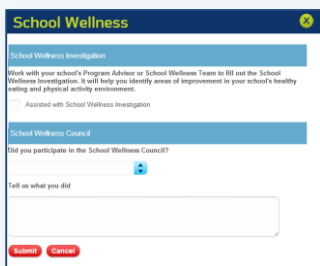 School Wellness
School Wellness Investigation
Work with your school's Program Advisor or School Wellness Team to fill out the School
Wellness Investigation. It will help you identify areas of improvement in your school's healthy
eating and physical activity environment.
Assisted with School Wellness Investigation
School Wellness Council
Did you participate in the School Wellness Council?
Tell us what you did
Submit Cancel